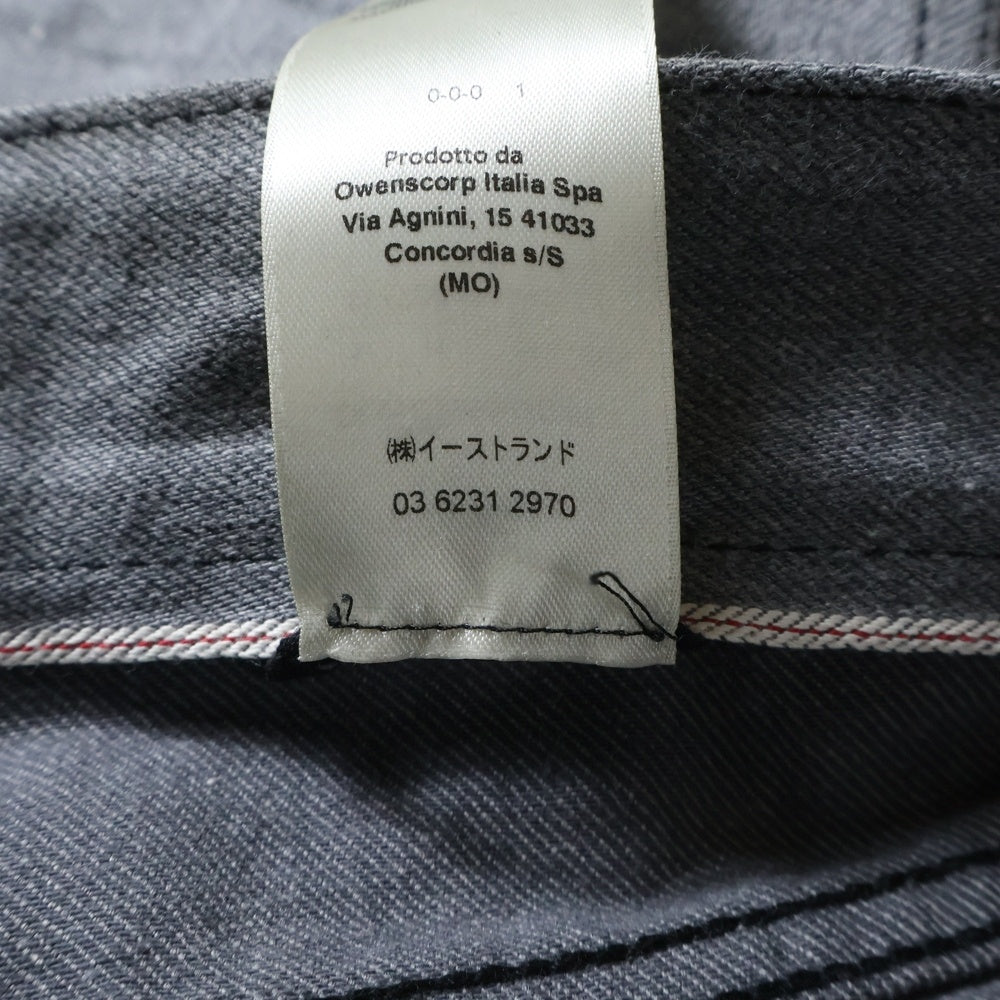 0-0-0 1
Prodotto da
Owenscorp Italia Spa
Via Agnini, 15 41033
Concordia s/S
(MO)
㈱イーストランド
03 6231 2970